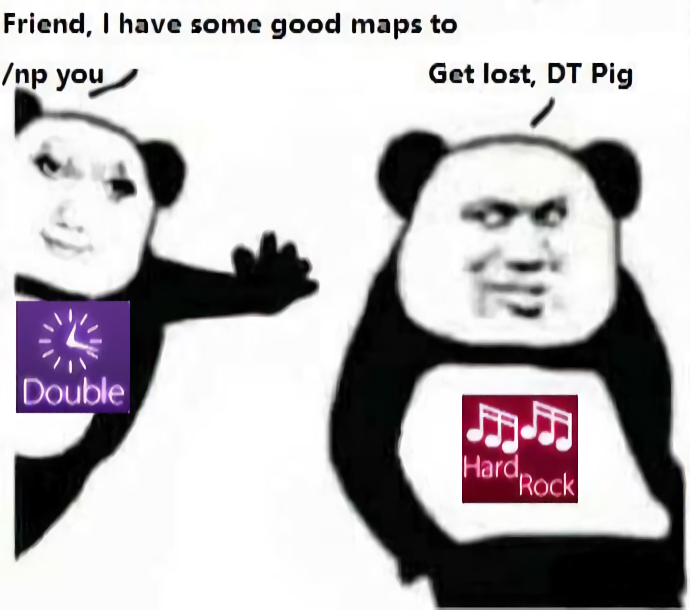 Friend, I have some good maps to
/np you
Get lost, DT Pig
Double
Hard
Rock